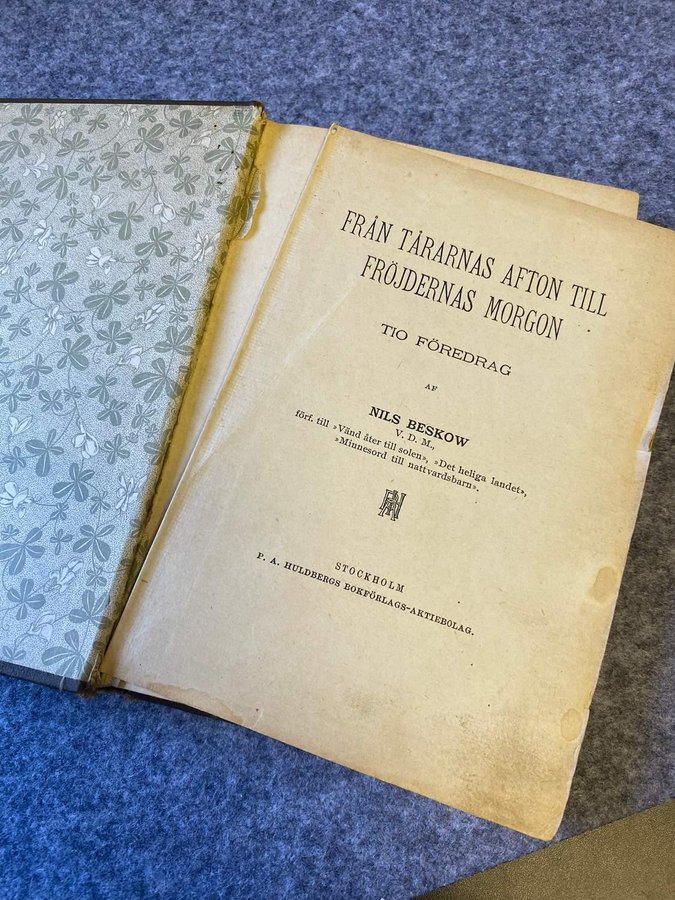 FRÅN TÅRARNAS AFTON TILL
FRÖJDERNAS MORGON
TIO FÖREDRAG
AF
NILS BESKOW
V. D. M.,
förf. till »Vänd åter till solen», »Det heliga landet»,
»Minnesord till nattvardsbarn».
STOCKHOLM
P. A. HULDBERGS BOKFÖRLAGS-AKTIEBOLAG.